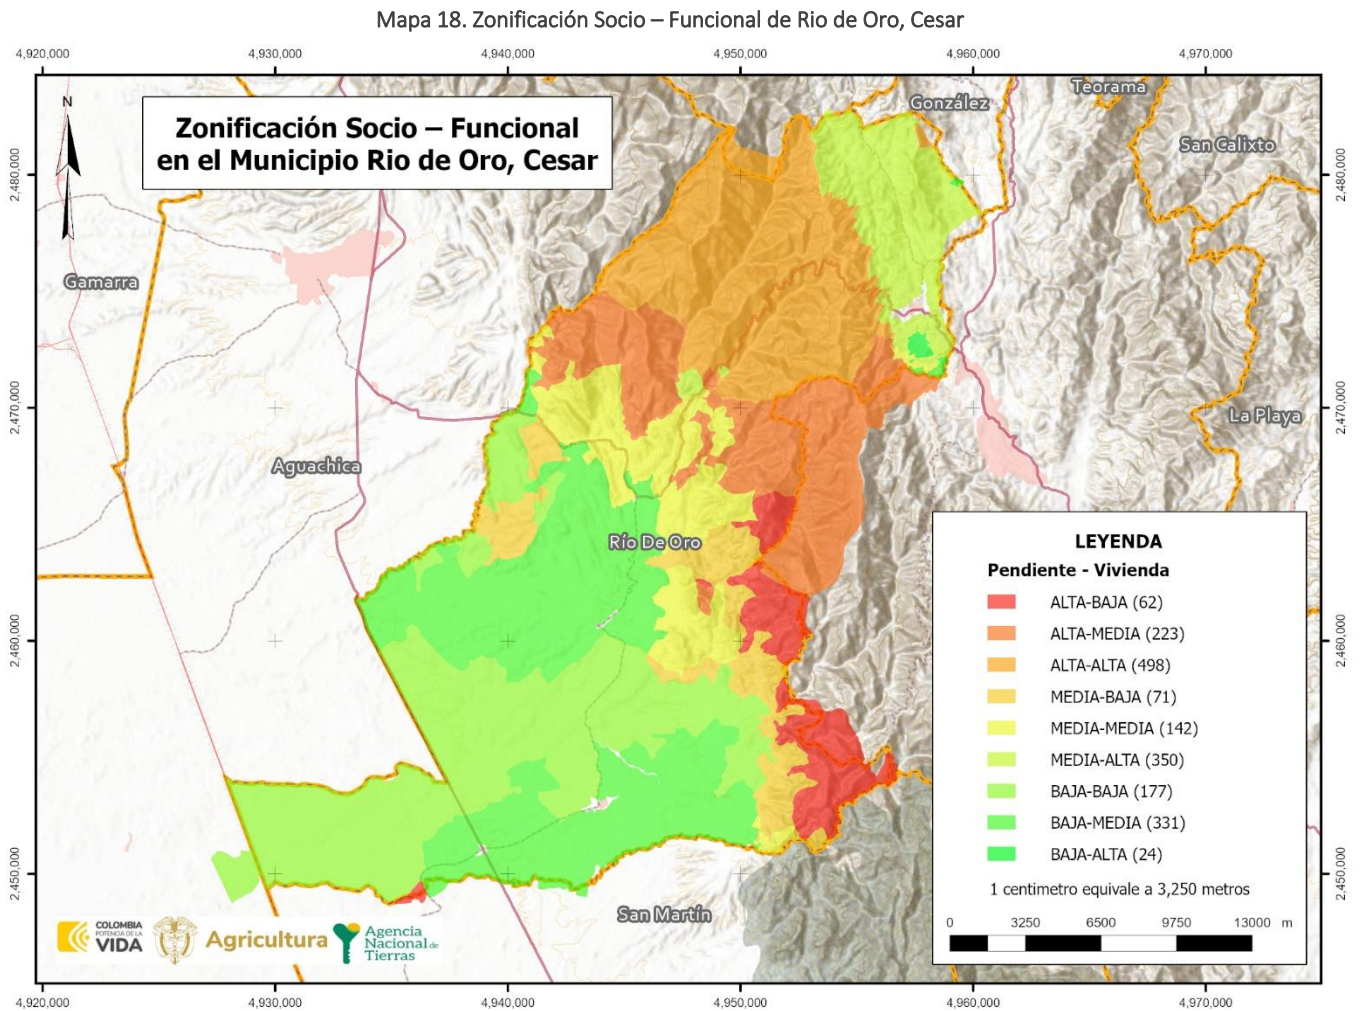 Mapa 18. Zonificación Socio – Funcional de Rio de Oro, Cesar
4,920,000
4,930,000
4,940,000
4,950,000
4,960,000
4,970,000
Zonificación Socio – Funcional
en el Municipio Rio de Oro, Cesar
N
González
Teorama
San Calixto
2,480,000
2,480,000
Gamarra
2,470,000
2,470,000
La Playa
Aguachica
Río De Oro
2,460,000
2,460,000
LEYENDA
Pendiente - Vivienda
ALTA-BAJA (62)
ALTA-MEDIA (223)
ALTA-ALTA (498)
MEDIA-BAJA (71)
MEDIA-MEDIA (142)
MEDIA-ALTA (350)
BAJA-BAJA (177)
BAJA-MEDIA (331)
BAJA-ALTA (24)
1 centimetro equivale a 3,250 metros
0 3250 6500 9750 13000 m
2,450,000
2,450,000
San Martín
COLOMBIA
POTENCIA DE LA
VIDA
Agricultura
Agencia
Nacional de
Tierras
4,920,000
4,930,000
4,940,000
4,950,000
4,960,000
4,970,000